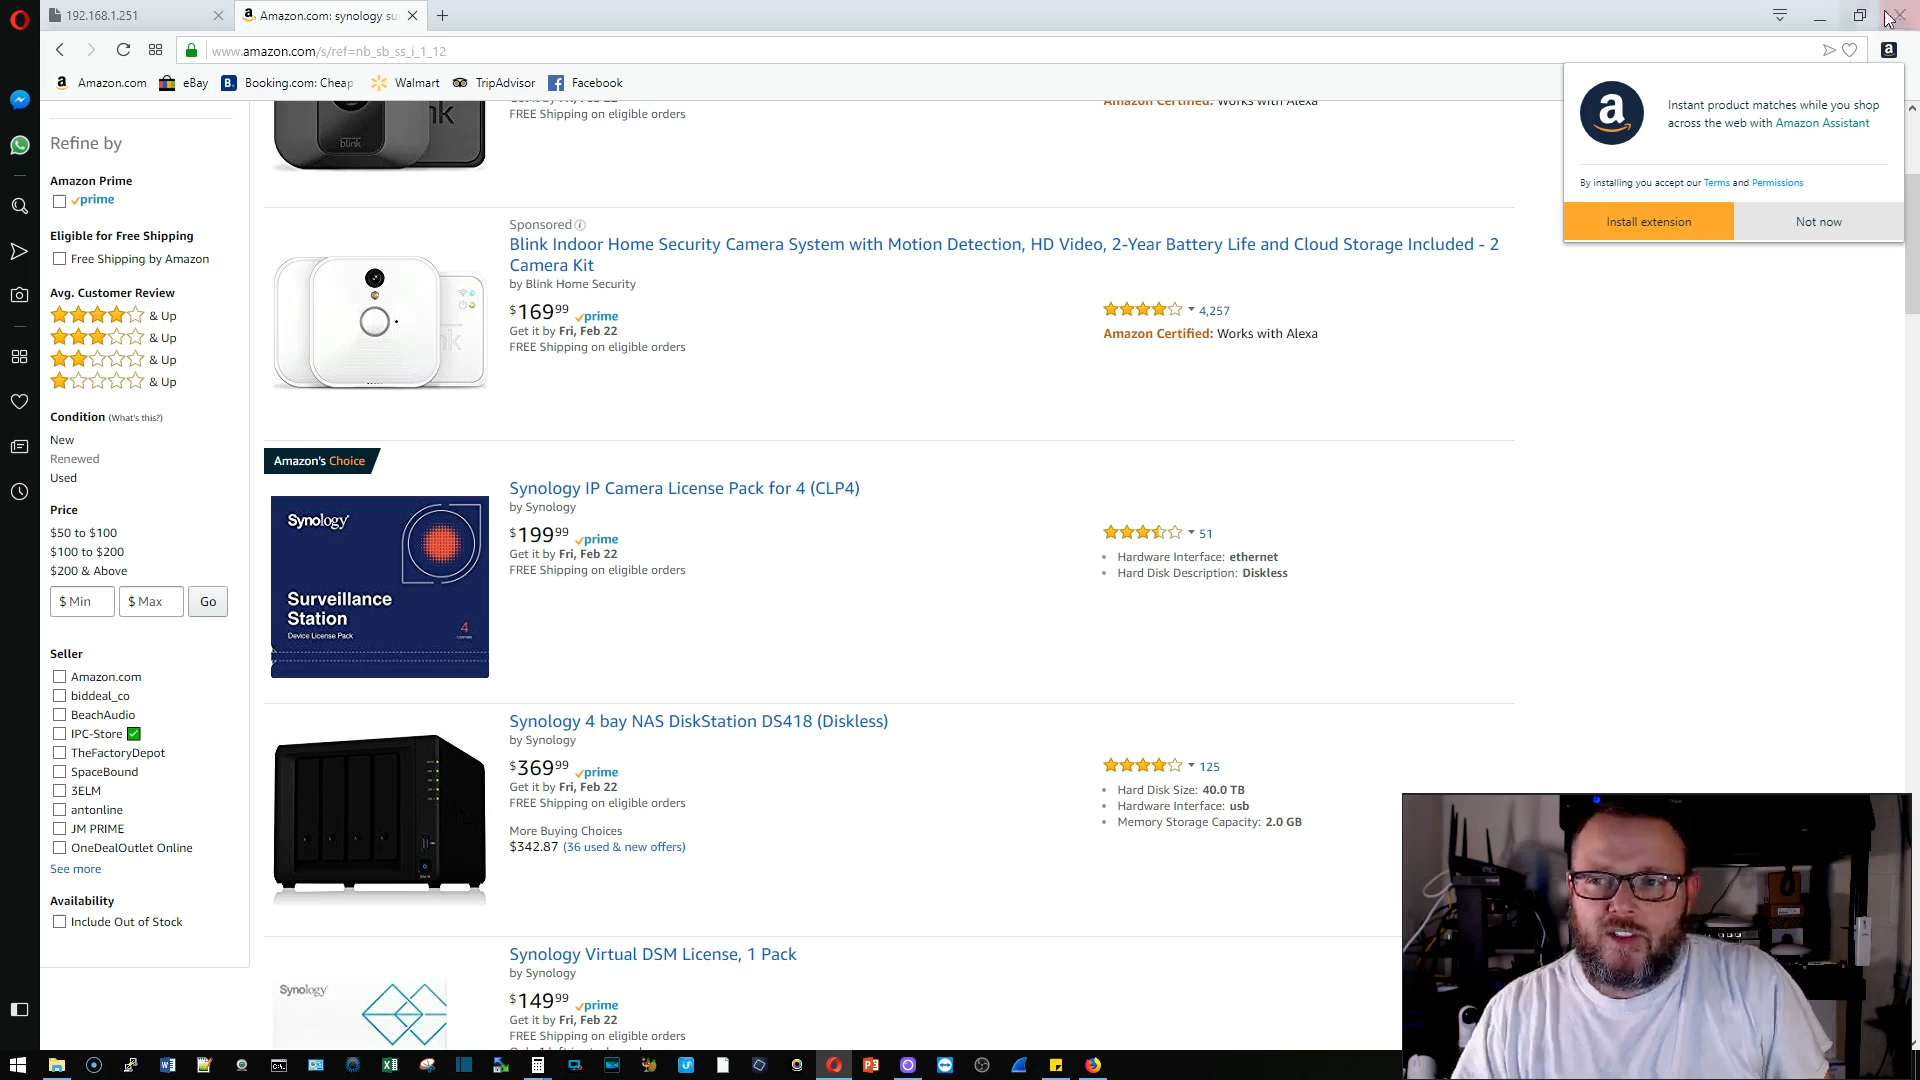 192.168.1.251
Amazon.com: synology su
www.amazon.com/s/ref=nb_sb_ss_i_1_12
Amazon.com
eBay
Booking.com: Cheap
Walmart
TripAdvisor
Facebook
Instant product matches while you shop
across the web with Amazon Assistant
By installing you accept our Terms and Permissions
Install extension
Not now
Refine by
Amazon Prime
prime
Eligible for Free Shipping
Free Shipping by Amazon
Avg. Customer Review
& Up
& Up
& Up
& Up
Condition (What's this?)
New
Renewed
Used
Price
$50 to $100
$100 to $200
$200 & Above
$ Min
$ Max
Go
Seller
Amazon.com
biddeal_co
BeachAudio
IPC-Store
TheFactoryDepot
SpaceBound
3ELM
antonline
JM PRIME
OneDealOutlet Online
See more
Availability
Include Out of Stock
blink
FREE Shipping on eligible orders
Amazon Certified: Works with Alexa
Sponsored
Blink Indoor Home Security Camera System with Motion Detection, HD Video, 2-Year Battery Life and Cloud Storage Included - 2
Camera Kit
by Blink Home Security
$169.99 prime
Get it by Fri, Feb 22
FREE Shipping on eligible orders
4,257
Amazon Certified: Works with Alexa
Amazon's Choice
Synology
Surveillance
Station
Device License Pack
4
Synology IP Camera License Pack for 4 (CLP4)
by Synology
$199.99 prime
Get it by Fri, Feb 22
FREE Shipping on eligible orders
51
Hardware Interface: ethernet
Hard Disk Description: Diskless
Synology 4 bay NAS DiskStation DS418 (Diskless)
by Synology
$369.99 prime
Get it by Fri, Feb 22
FREE Shipping on eligible orders
More Buying Choices
$342.87 (36 used & new offers)
125
Hard Disk Size: 40.0 TB
Hardware Interface: usb
Memory Storage Capacity: 2.0 GB
Synology
Synology Virtual DSM License, 1 Pack
by Synology
$149.99 prime
Get it by Fri, Feb 22
FREE Shipping on eligible orders